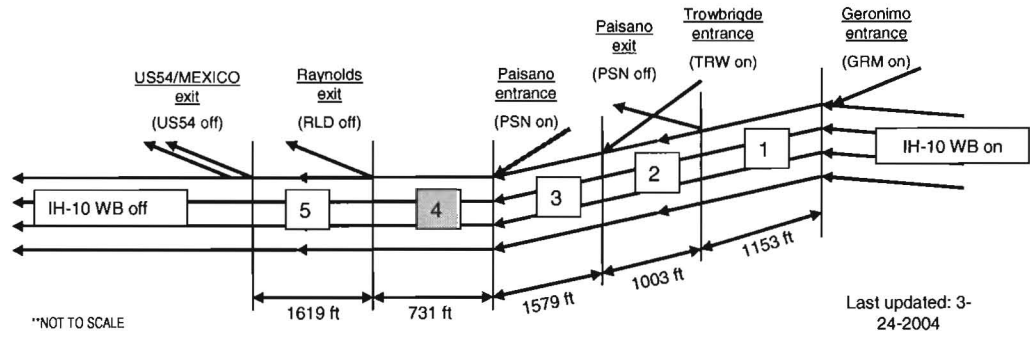 Trowbriqde
entrance
(TRW on)
Geronimo
entrance
(GRM on)
Paisano
exit
(PSN off)
US54/MEXICO
exit
(US54 off)
Raynolds
exit
(RLD off)
Paisano
entrance
(PSN on)
1
2
3
4
5
IH-10 WB on
IH-10 WB off
1153 ft
1003 ft
1579 ft
731 ft
1619 ft
**NOT TO SCALE
Last updated: 3-
24-2004